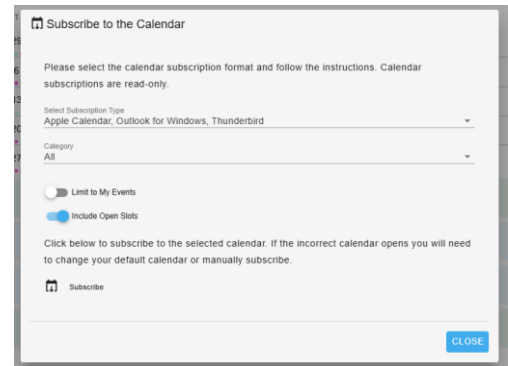 Subscribe to the Calendar
Please select the calendar subscription format and follow the instructions. Calendar
subscriptions are read-only.
Select Subscription Type
Apple Calendar, Outlook for Windows, Thunderbird
Category
All
Limit to My Events
Include Open Slots
Click below to subscribe to the selected calendar. If the incorrect calendar opens you will need
to change your default calendar or manually subscribe.
Subscribe
CLOSE